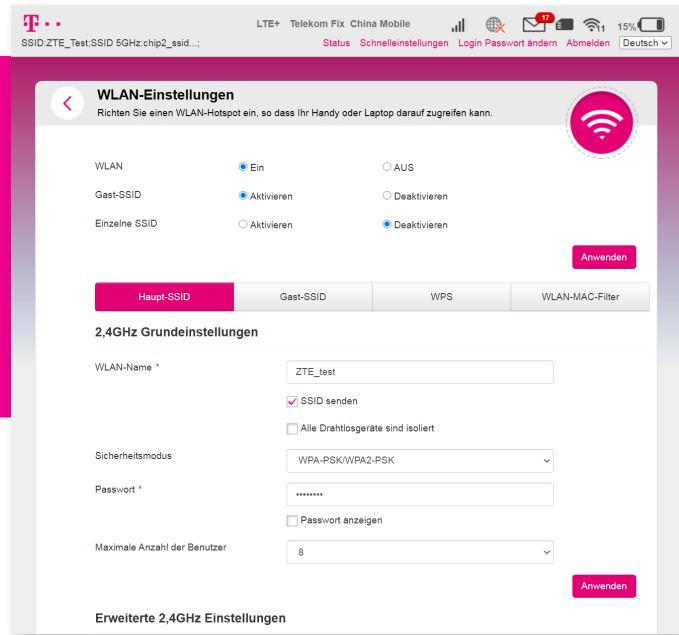 T
LTE+ Telekom Fix China Mobile 17 11 15%
SSID:ZTE_Test;SSID 5GHz:chip2_ssid...; Status Schnelleinstellungen Login Passwort ändern Abmelden Deutsch
WLAN-Einstellungen
Richten Sie einen WLAN-Hotspot ein, so dass Ihr Handy oder Laptop darauf zugreifen kann.
WLAN Ein AUS
Gast-SSID Aktivieren Deaktivieren
Einzelne SSID Aktivieren Deaktivieren
Anwenden
Haupt-SSID Gast-SSID WPS WLAN-MAC-Filter
2,4GHz Grundeinstellungen
WLAN-Name * ZTE_test
SSID senden
Alle Drahtlosgeräte sind isoliert
Sicherheitsmodus WPA-PSK/WPA2-PSK
Passwort * ••••••••
Passwort anzeigen
Maximale Anzahl der Benutzer 8
Anwenden
Erweiterte 2,4GHz Einstellungen